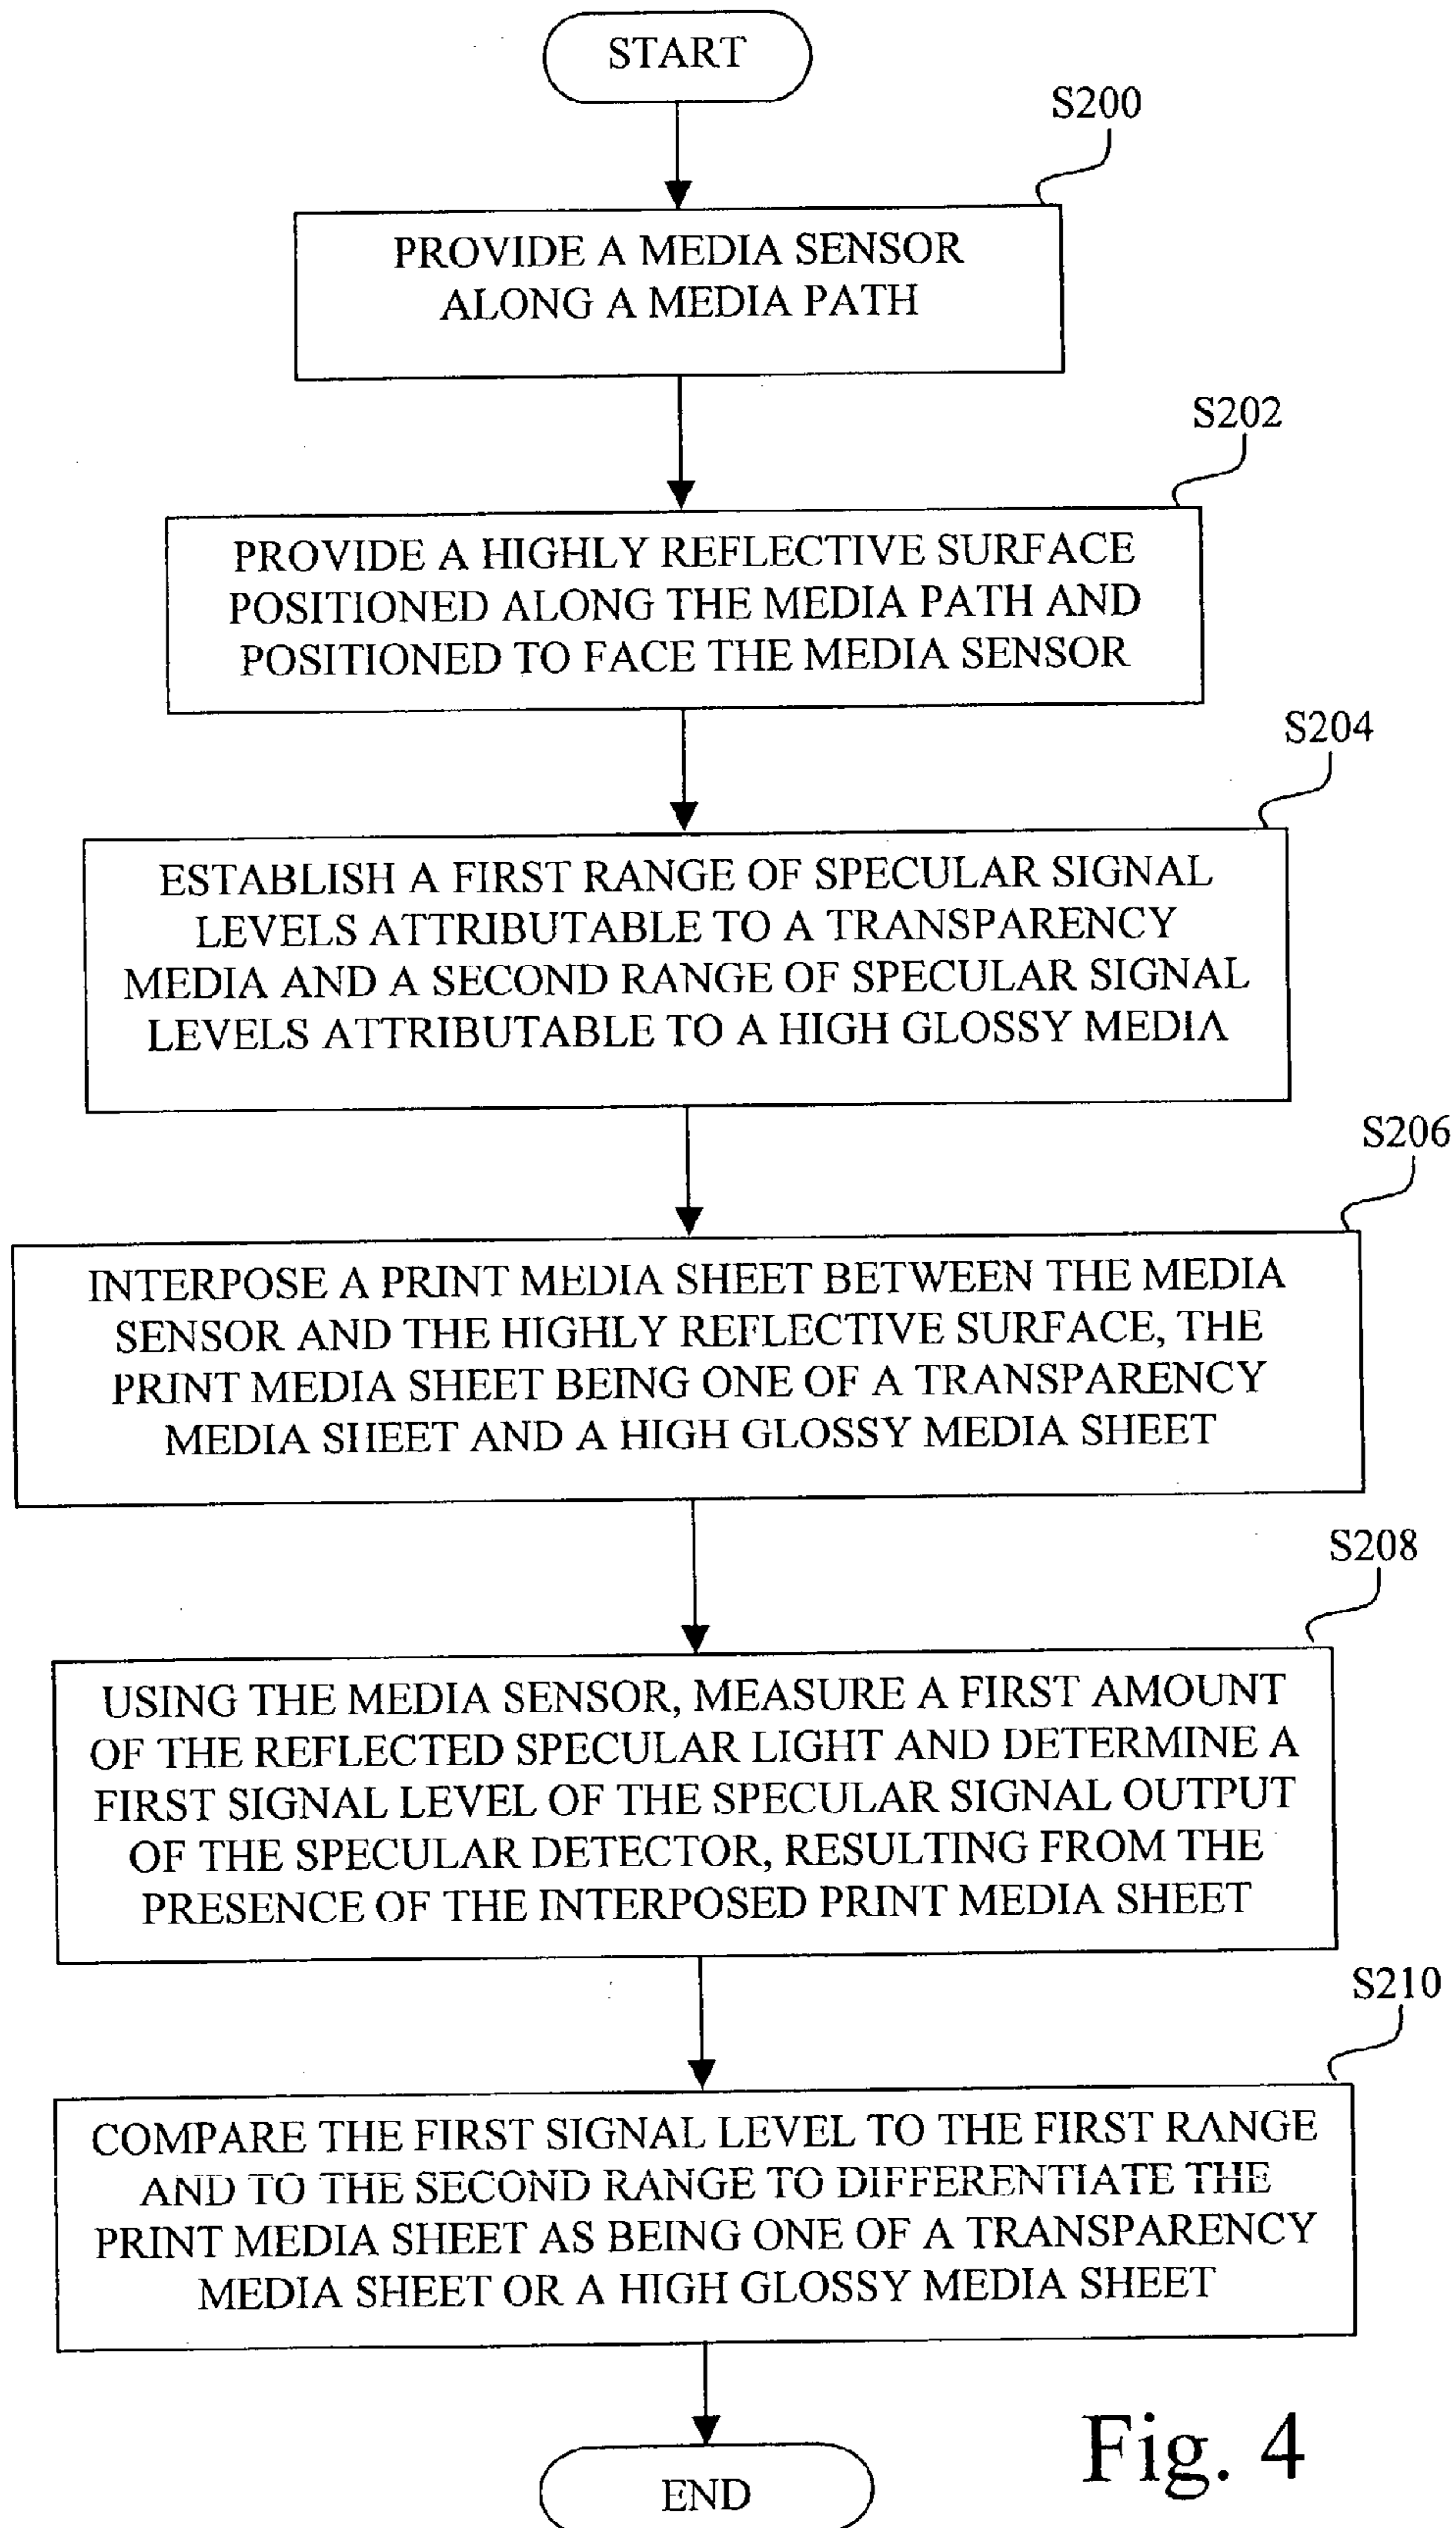 START
S200
PROVIDE A MEDIA SENSOR
ALONG A MEDIA PATH
S202
PROVIDE A HIGHLY REFLECTIVE SURFACE
POSITIONED ALONG THE MEDIA PATH AND
POSITIONED TO FACE THE MEDIA SENSOR
S204
ESTABLISH A FIRST RANGE OF SPECULAR SIGNAL
LEVELS ATTRIBUTABLE TO A TRANSPARENCY
MEDIA AND A SECOND RANGE OF SPECULAR SIGNAL
LEVELS ATTRIBUTABLE TO A HIGH GLOSSY MEDIA
S206
INTERPOSE A PRINT MEDIA SHEET BETWEEN THE MEDIA
SENSOR AND THE HIGHLY REFLECTIVE SURFACE, THE
PRINT MEDIA SHEET BEING ONE OF A TRANSPARENCY
MEDIA SHEET AND A HIGH GLOSSY MEDIA SHEET
S208
USING THE MEDIA SENSOR, MEASURE A FIRST AMOUNT
OF THE REFLECTED SPECULAR LIGHT AND DETERMINE A
FIRST SIGNAL LEVEL OF THE SPECULAR SIGNAL OUTPUT
OF THE SPECULAR DETECTOR, RESULTING FROM THE
PRESENCE OF THE INTERPOSED PRINT MEDIA SHEET
S210
COMPARE THE FIRST SIGNAL LEVEL TO THE FIRST RANGE
AND TO THE SECOND RANGE TO DIFFERENTIATE THE
PRINT MEDIA SHEET AS BEING ONE OF A TRANSPARENCY
MEDIA SHEET OR A HIGH GLOSSY MEDIA SHEET
END
Fig. 4